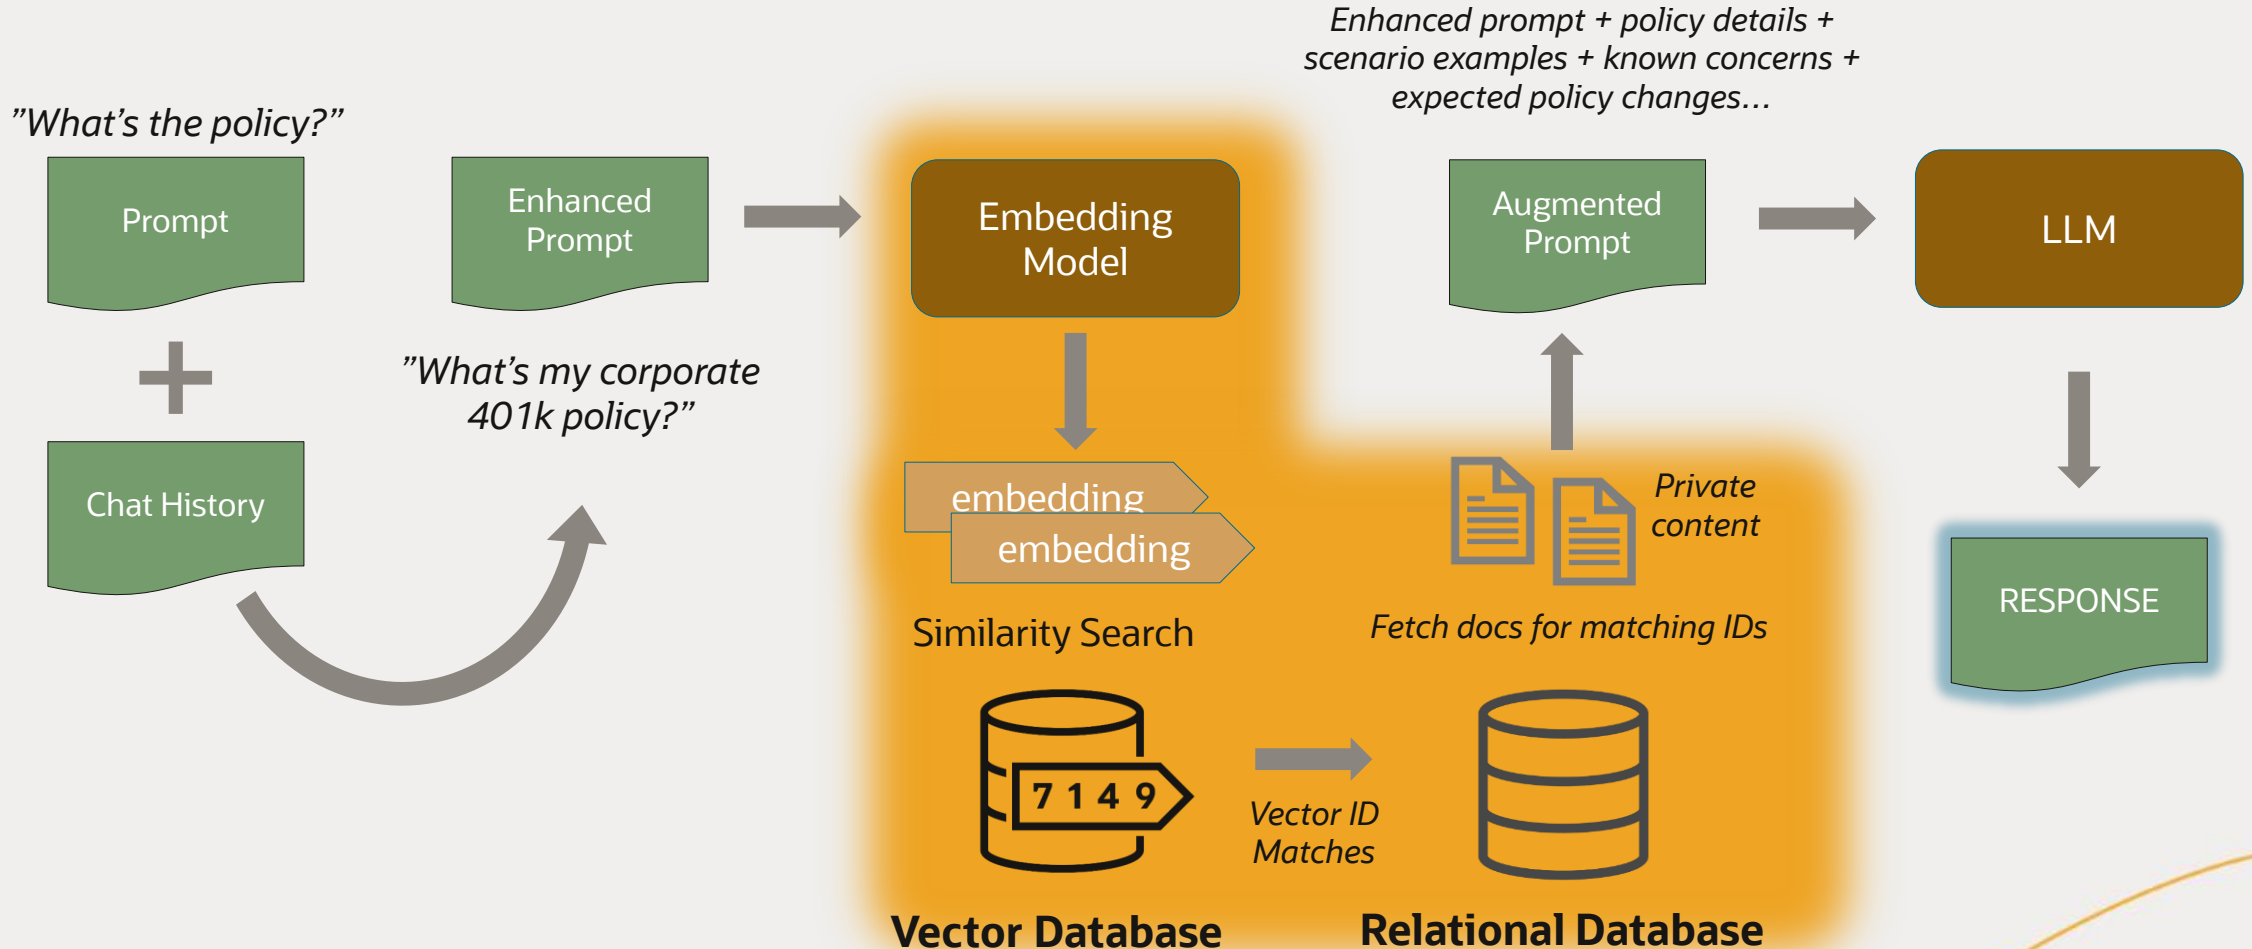 ”What’s the policy?”
Prompt
Chat History
Enhanced
Prompt
”What’s my corporate
401k policy?”
Embedding
Model
embedding
embedding
Similarity Search
7 1 4 9
Vector Database
Vector ID
Matches
Enhanced prompt + policy details +
scenario examples + known concerns +
expected policy changes...
Augmented
Prompt
Private
content
Fetch docs for matching IDs
Relational Database
LLM
RESPONSE